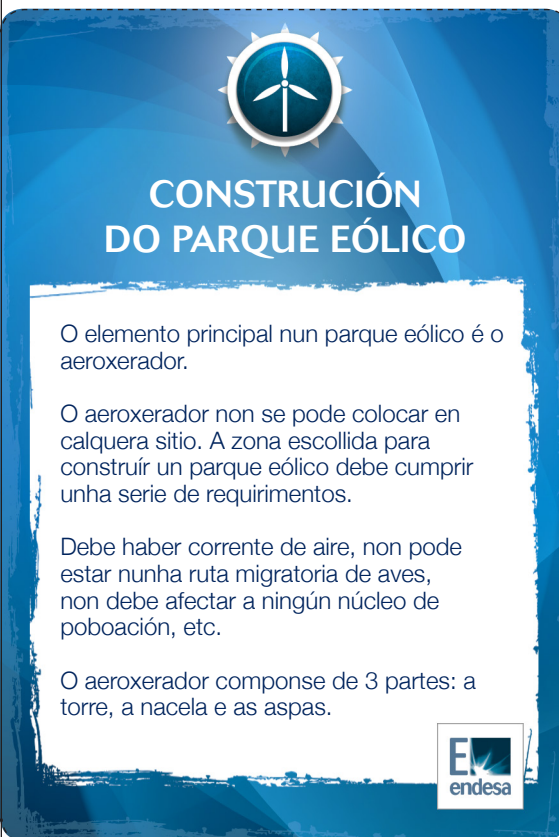 CONSTRUCIÓN
DO PARQUE EÓLICO
O elemento principal nun parque eólico é o
aeroxerador.
O aeroxerador non se pode colocar en
calquera sitio. A zona escollida para
construír un parque eólico debe cumprir
unha serie de requirimentos.
Debe haber corrente de aire, non pode
estar nunha ruta migratoria de aves,
non debe afectar a ningún núcleo de
poboación, etc.
O aeroxerador componse de 3 partes: a
torre, a nacela e as aspas.
endesa